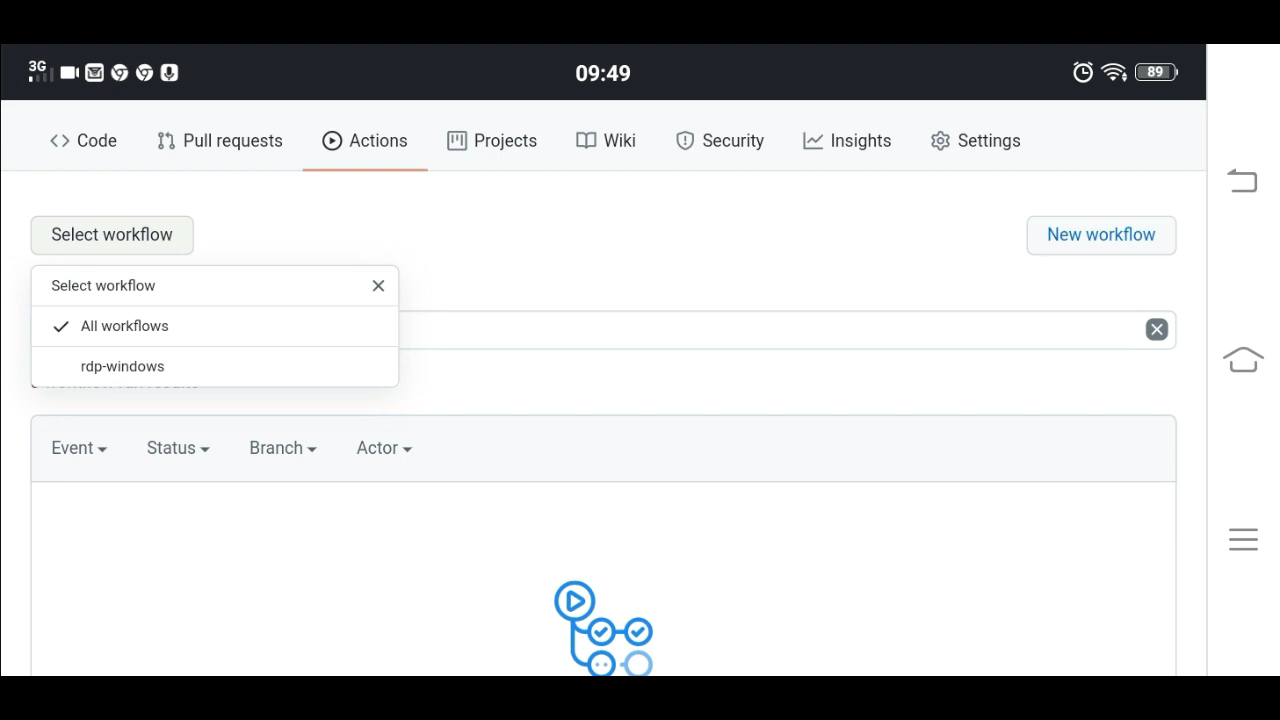 3G 09:49 89
Code Pull requests Actions Projects Wiki Security Insights Settings
Select workflow New workflow
Select workflow
All workflows
rdp-windows
Event Status Branch Actor